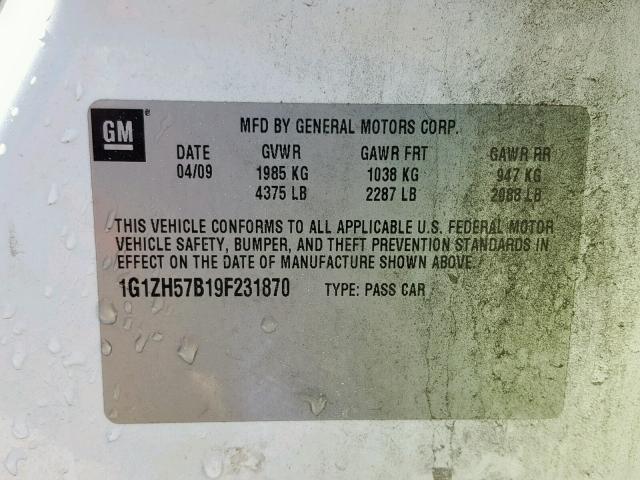 GM
MFD BY GENERAL MOTORS CORP.
DATE GVWR GAWR FRT GAWR RR
04/09 1985 KG 1038 KG 947 KG
4375 LB 2287 LB 2088 LB
THIS VEHICLE CONFORMS TO ALL APPLICABLE U.S. FEDERAL MOTOR
VEHICLE SAFETY, BUMPER, AND THEFT PREVENTION STANDARDS IN
EFFECT ON THE DATE OF MANUFACTURE SHOWN ABOVE.
1G1ZH57B19F231870 TYPE: PASS CAR